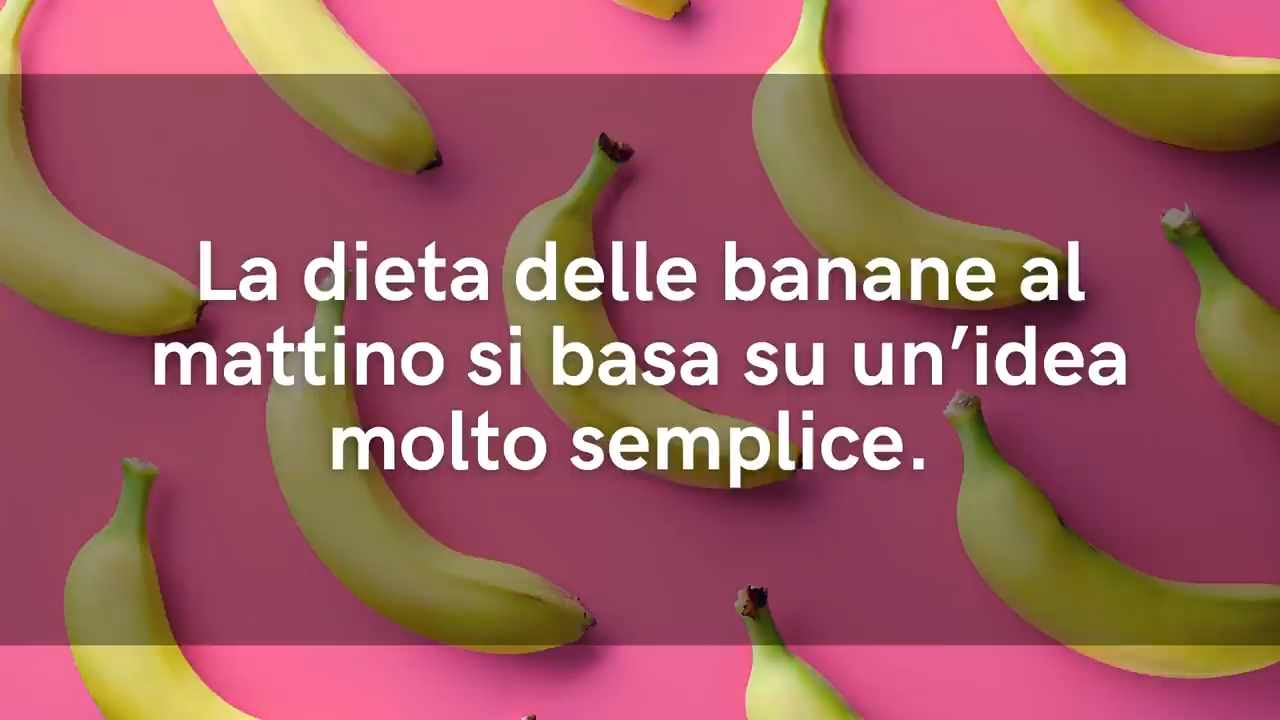 La dieta delle banane al
mattino si basa su un’idea
molto semplice.